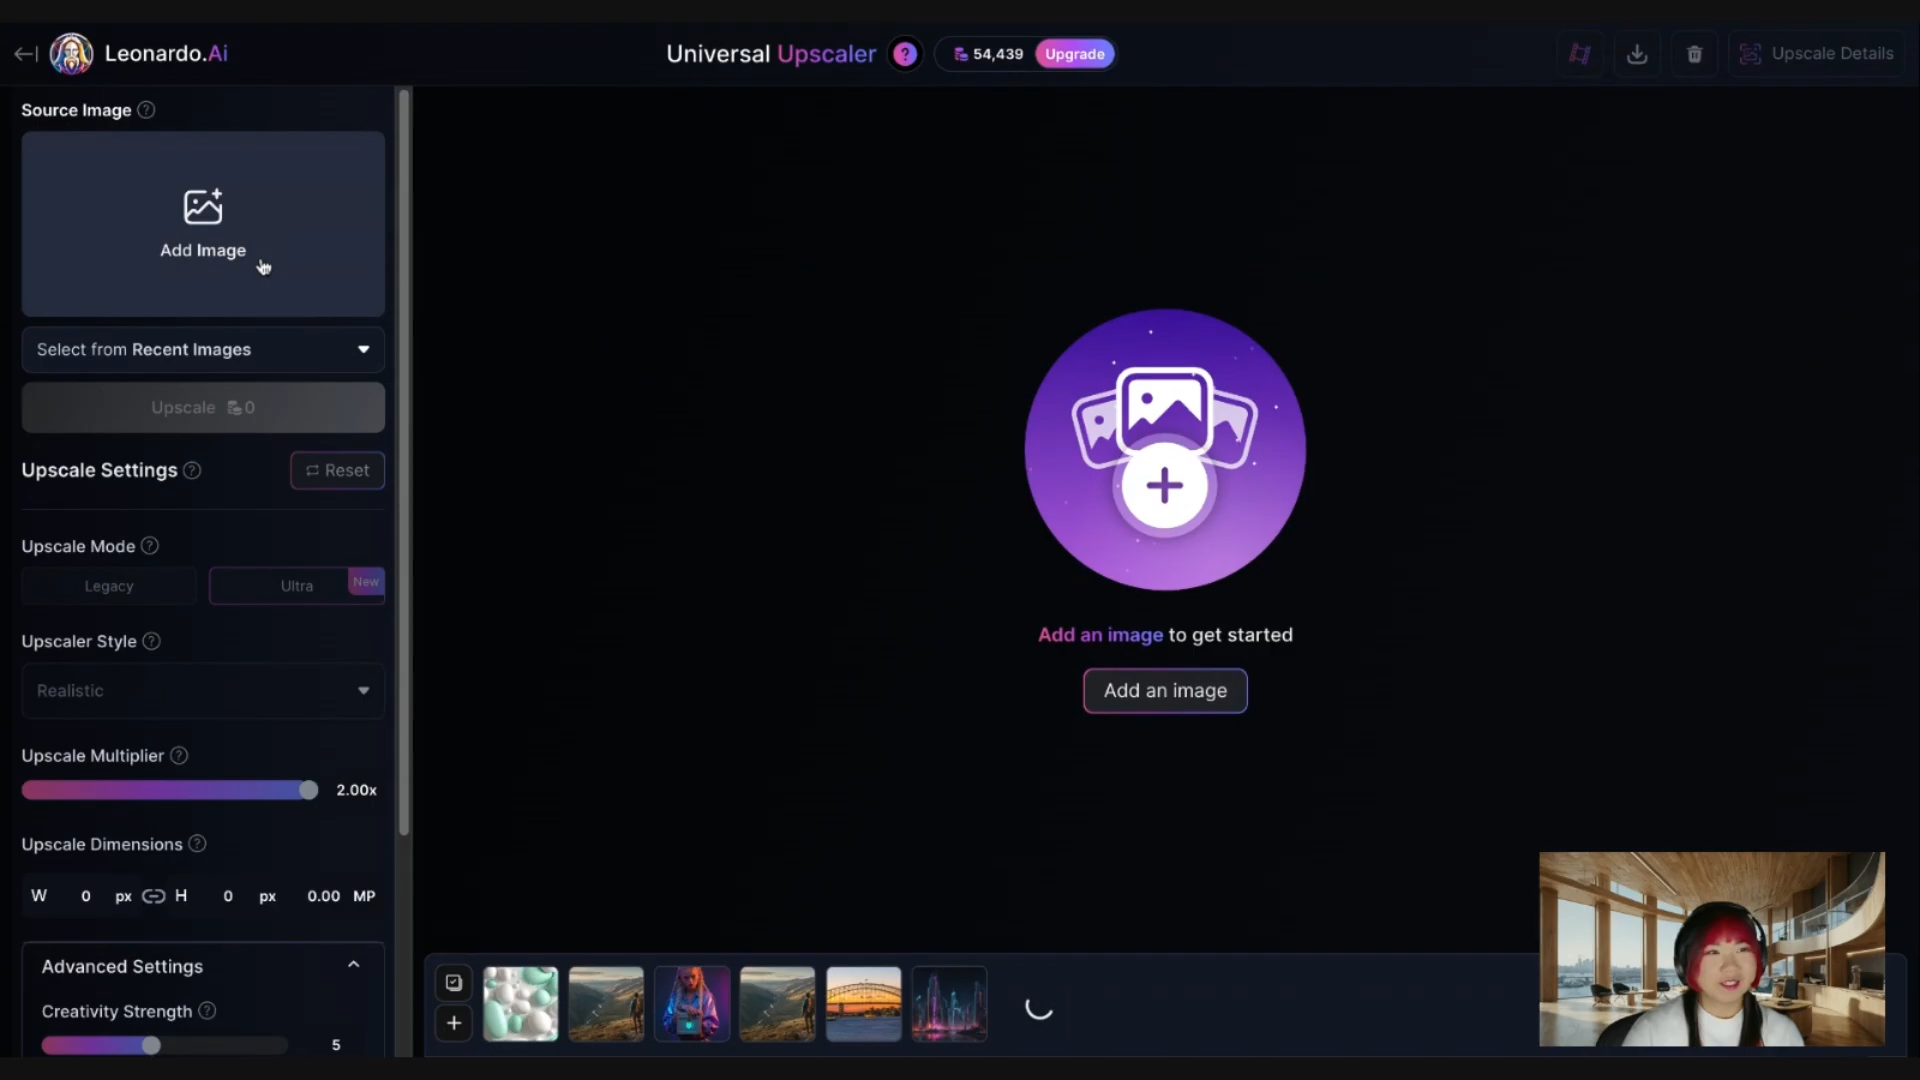 Leonardo.Ai
Universal Upscaler ?
54,439
Upgrade
Upscale Details
Source Image ?
Add Image
Select from Recent Images
Upscale 0
Upscale Settings ?
Reset
Upscale Mode ?
Legacy
Ultra
New
Upscaler Style ?
Realistic
Upscale Multiplier ?
2.00x
Upscale Dimensions ?
W 0 px H 0 px 0.00 MP
Advanced Settings
Creativity Strength ?
5
Add an image to get started
Add an image